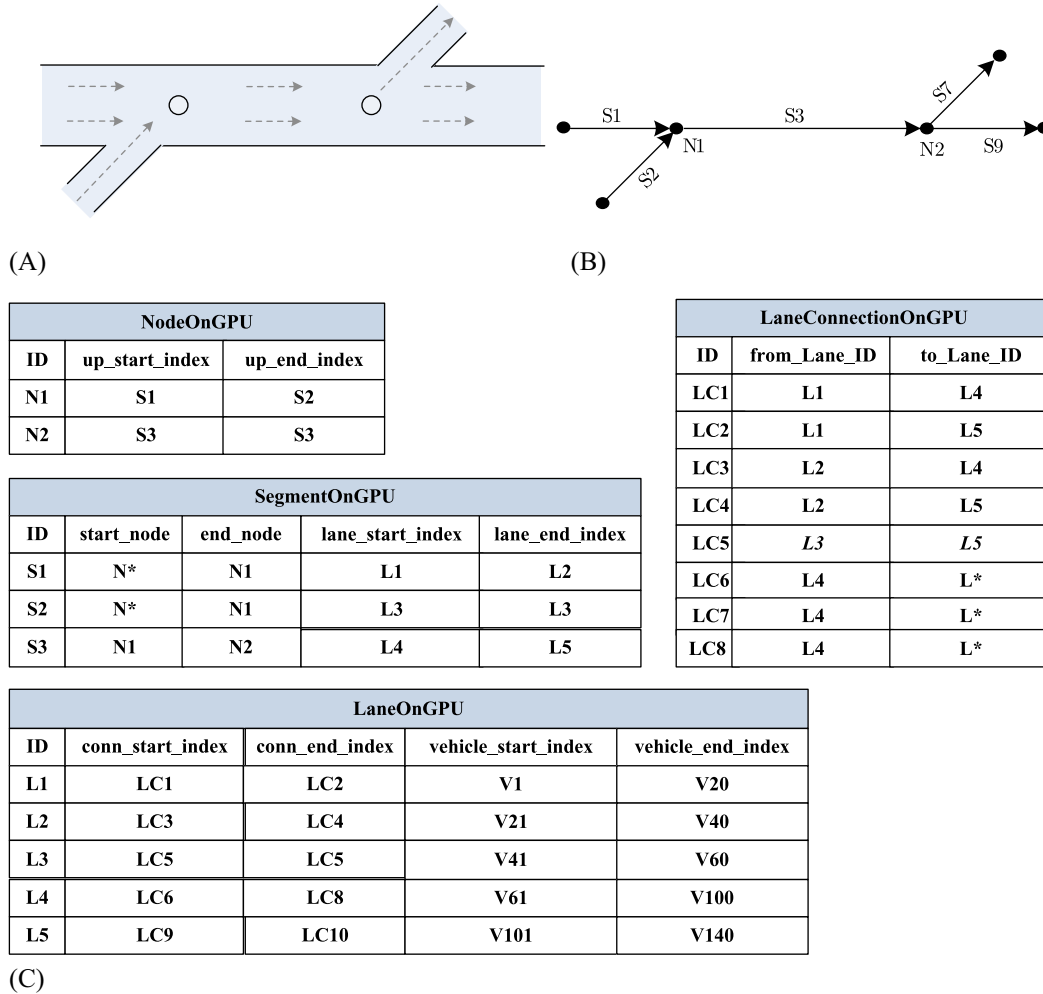 S1
S3
S7
N1
N2
S9
S2
(A)
(B)
NodeOnGPU
ID up_start_index up_end_index
N1 S1 S2
N2 S3 S3
SegmentOnGPU
ID start_node end_node lane_start_index lane_end_index
S1 N* N1 L1 L2
S2 N* N1 L3 L3
S3 N1 N2 L4 L5
LaneConnectionOnGPU
ID from_Lane_ID to_Lane_ID
LC1 L1 L4
LC2 L1 L5
LC3 L2 L4
LC4 L2 L5
LC5 L3 L5
LC6 L4 L*
LC7 L4 L*
LC8 L4 L*
LaneOnGPU
ID conn_start_index conn_end_index vehicle_start_index vehicle_end_index
L1 LC1 LC2 V1 V20
L2 LC3 LC4 V21 V40
L3 LC5 LC5 V41 V60
L4 LC6 LC8 V61 V100
L5 LC9 LC10 V101 V140
(C)